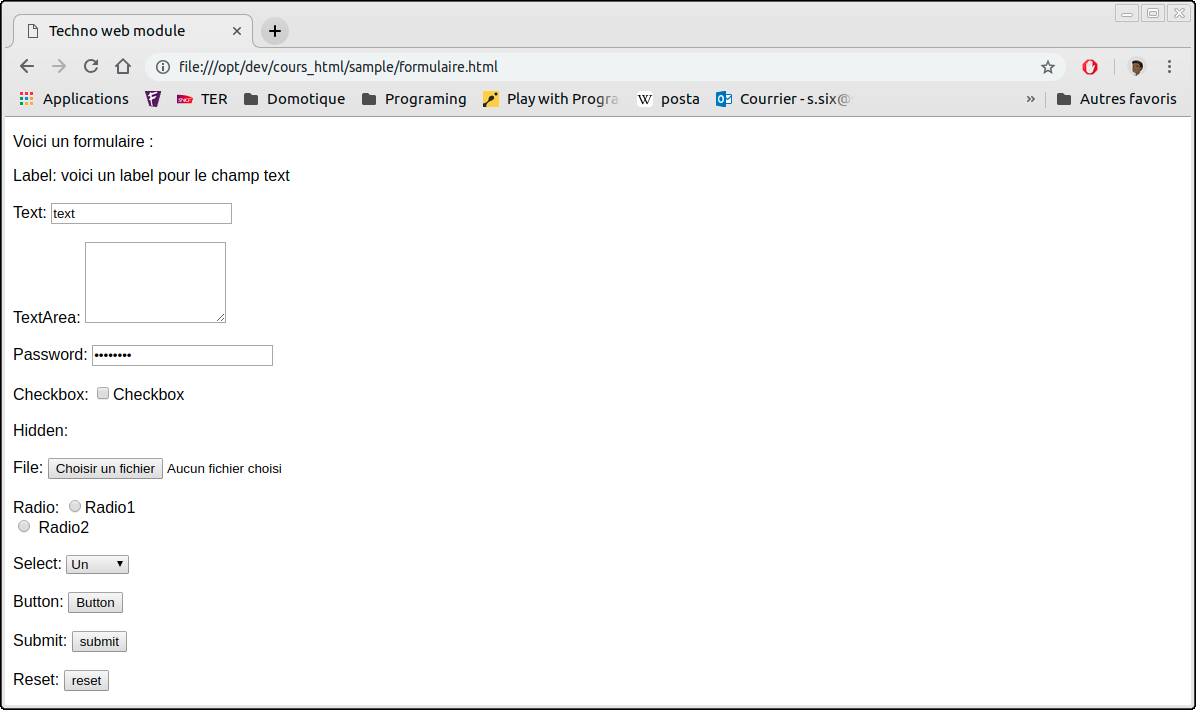 Techno web module
file:///opt/dev/cours_html/sample/formulaire.html
Applications TER Domotique Programing Play with Progra W posta Courrier - s.six@ » Autres favoris
Voici un formulaire :
Label: voici un label pour le champ text
Text: text
TextArea:
Password: ••••••••
Checkbox: Checkbox
Hidden:
File: Choisir un fichier Aucun fichier choisi
Radio: Radio1
Radio2
Select: Un
Button: Button
Submit: submit
Reset: reset